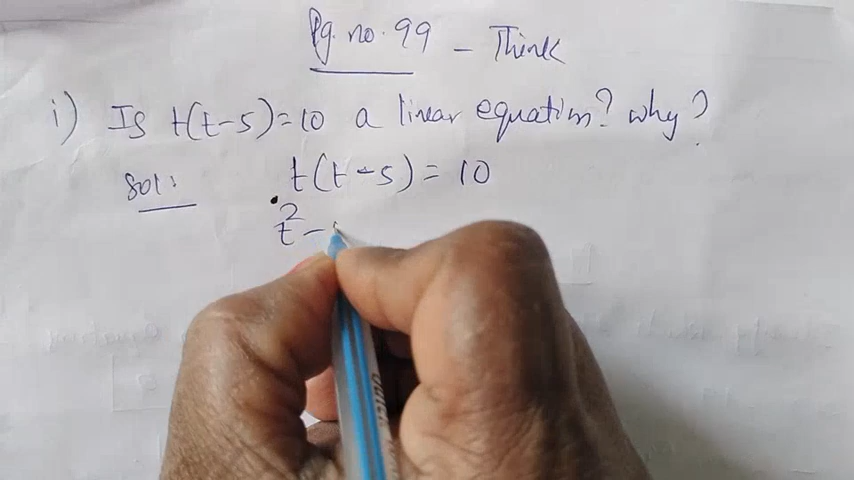 Pg. no. 99 - Think
i) Is t(t-5)=10 a linear equation? why?
Sol: t(t-5) = 10
t² -